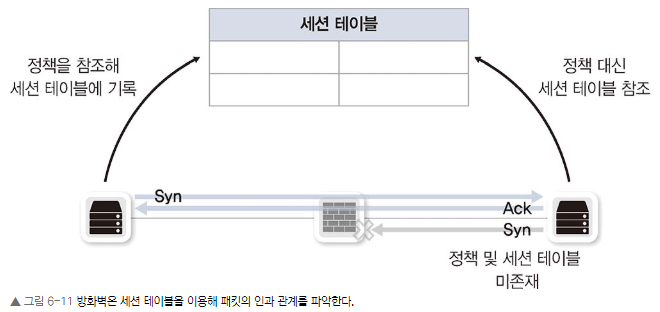 세션 테이블
정책을 참조해
세션 테이블에 기록
정책 대신
세션 테이블 참조
Syn
Ack
Syn
정책 및 세션 테이블
미존재
▲ 그림 6-11 방화벽은 세션 테이블을 이용해 패킷의 인과 관계를 파악한다.